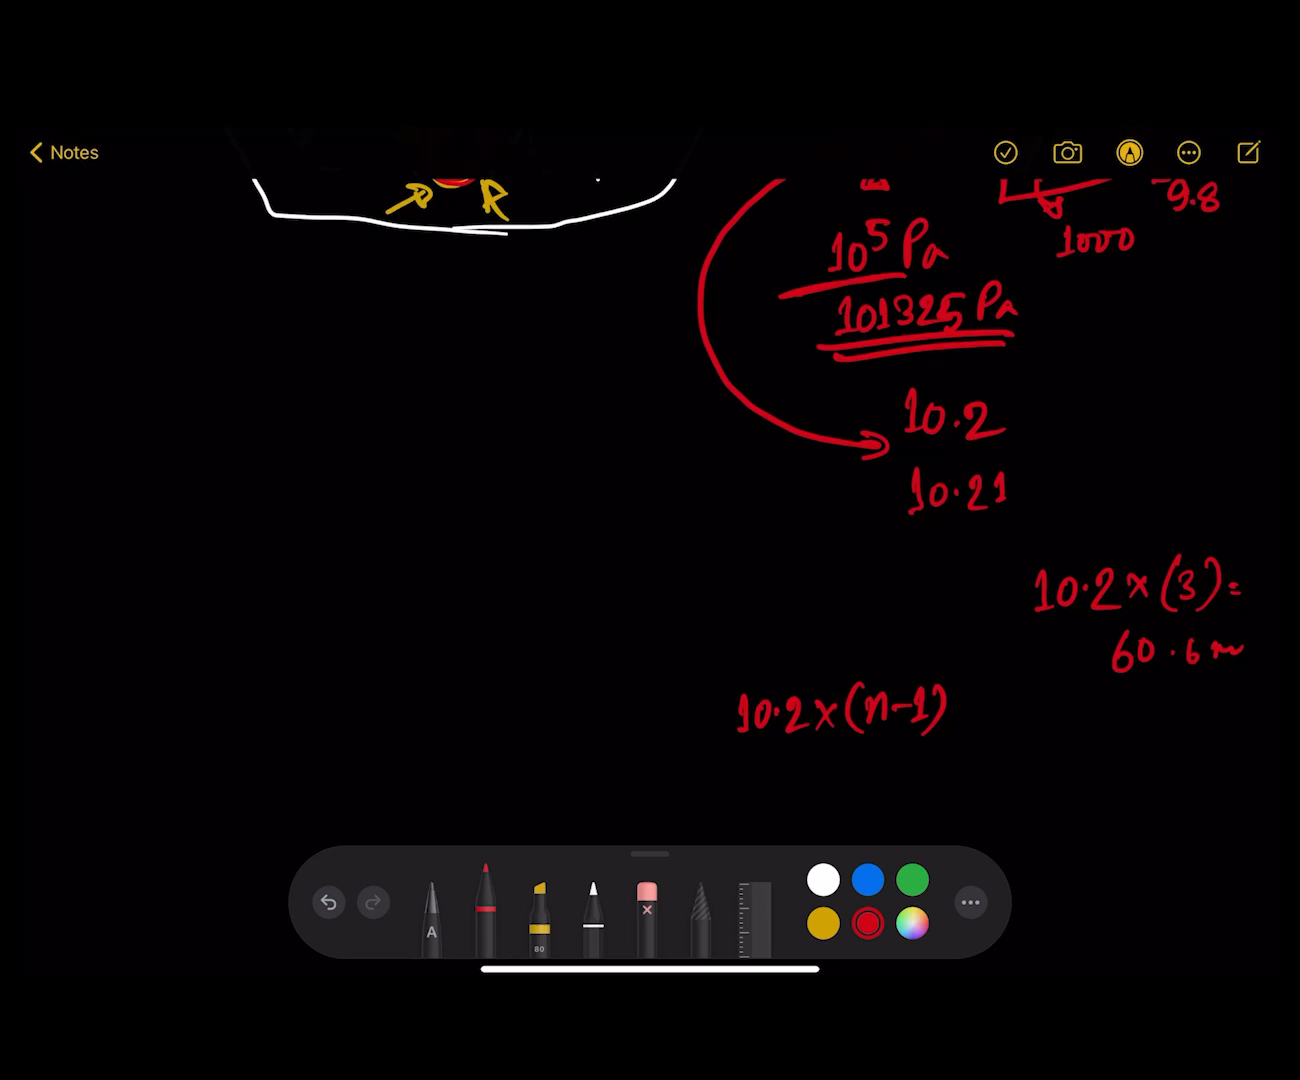 Notes
R
9.8
1000
10⁵ Pa
101325 Pa
10.2
10.21
10.2 × (3) =
60.6 m
10.2 × (n-1)
A
80